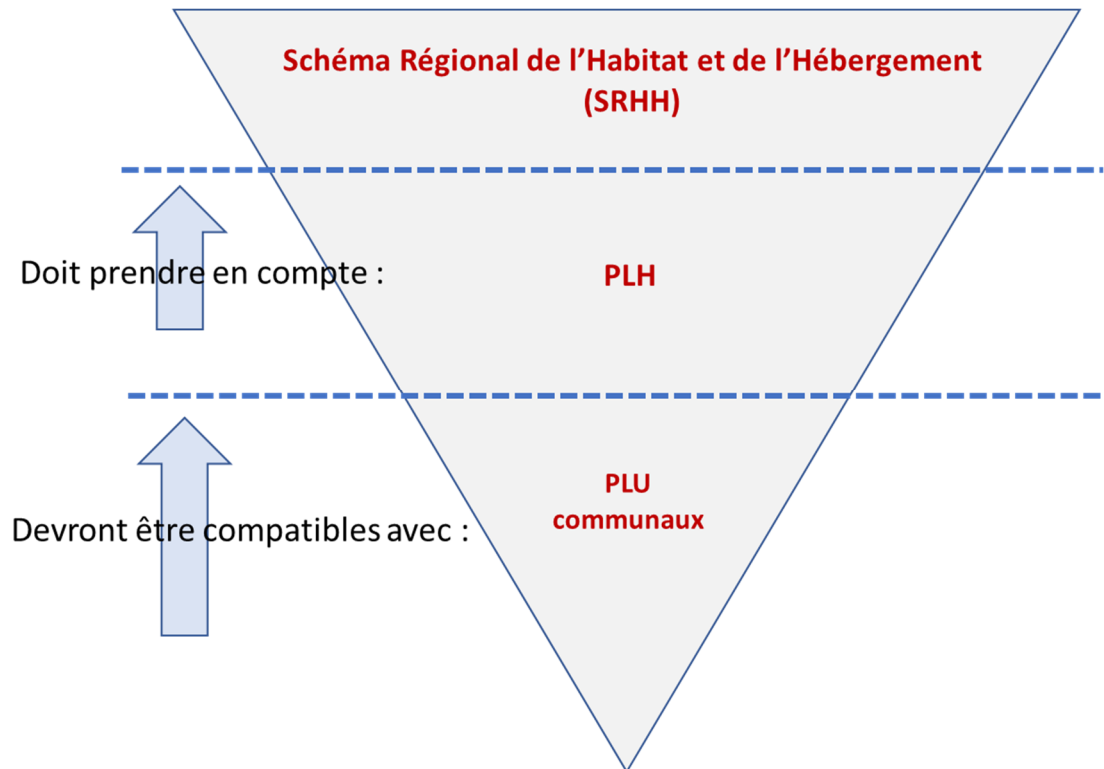 Schéma Régional de l’Habitat et de l’Hébergement
(SRHH)
Doit prendre en compte :
PLH
PLU
communaux
Devront être compatibles avec :